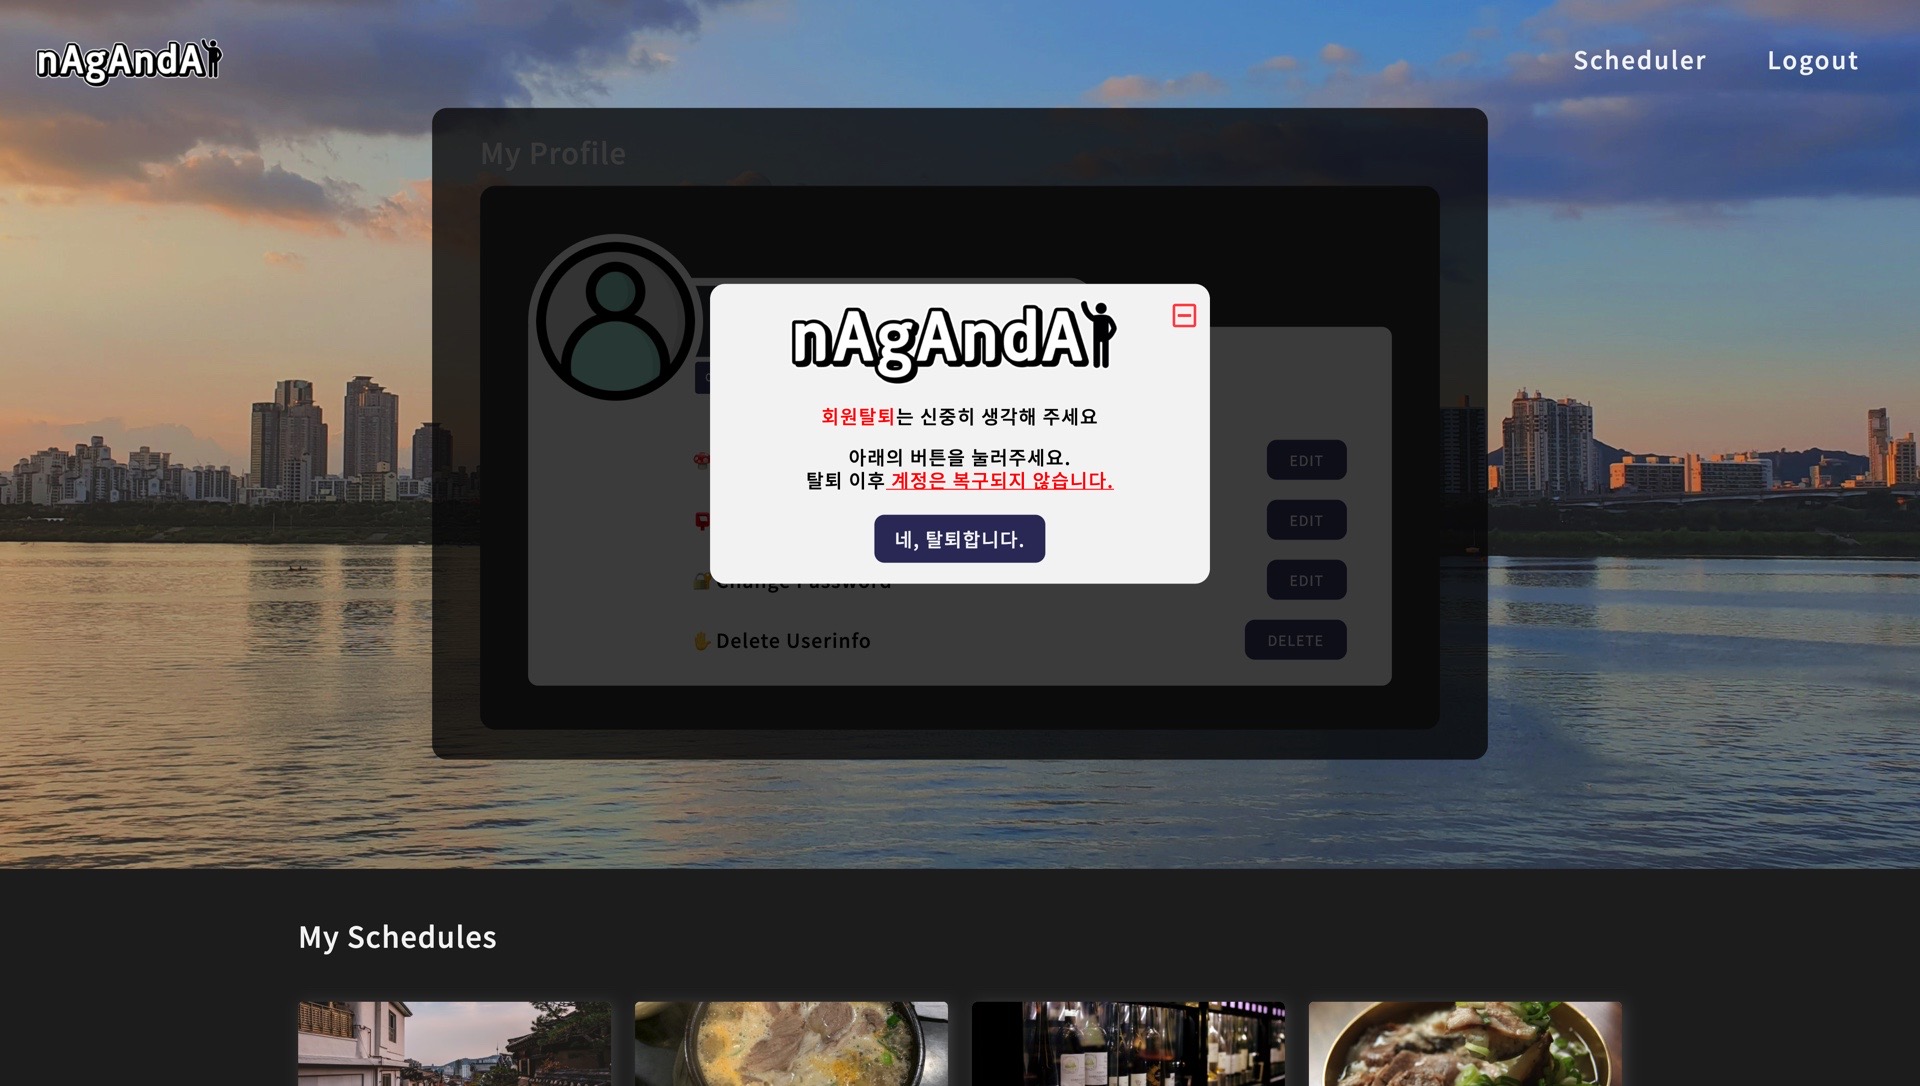 nAgAndA
Scheduler
Logout
My Profile
nAgAndA
회원탈퇴는 신중히 생각해 주세요
아래의 버튼을 눌러주세요.
탈퇴 이후 계정은 복구되지 않습니다.
네, 탈퇴합니다.
EDIT
EDIT
Change Password
EDIT
Delete Userinfo
DELETE
My Schedules